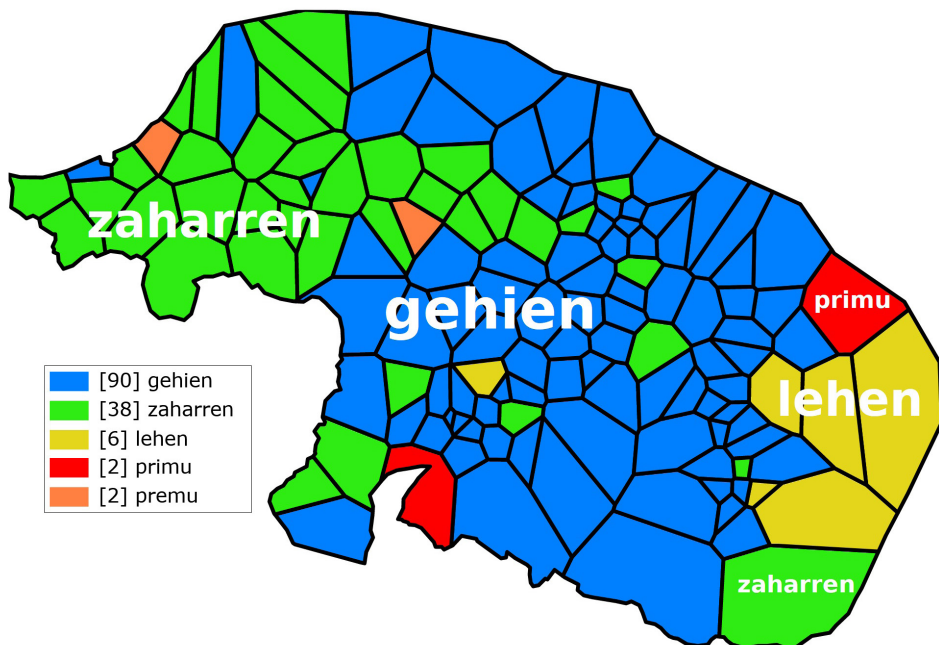 zaharren
gehien
primu
lehen
zaharren
[90] gehien
[38] zaharren
[6] lehen
[2] primu
[2] premu